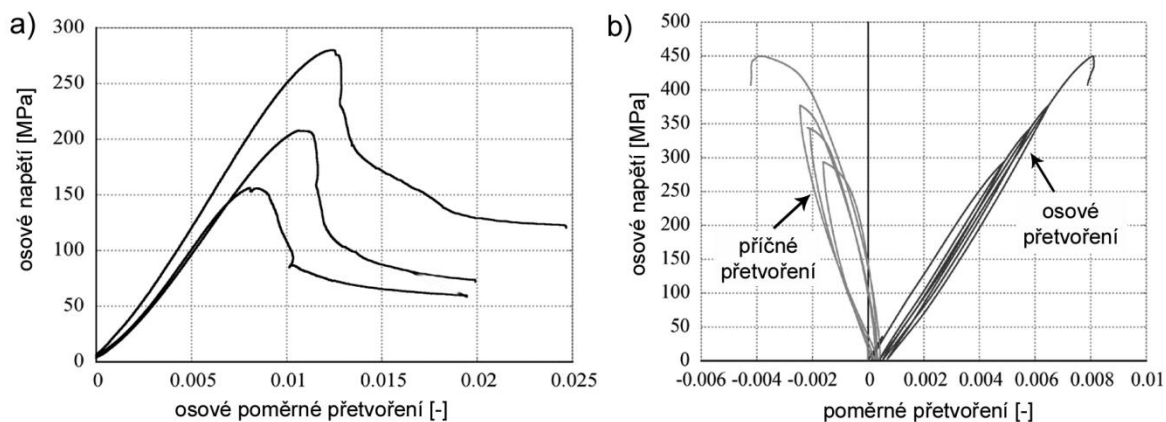 a)
osové napětí [MPa]
300
250
200
150
100
50
0
0 0.005 0.01 0.015 0.02 0.025
osové poměrné přetvoření [-]
b)
osové napětí [MPa]
500
450
400
350
300
250
200
150
100
50
0
příčné
přetvoření
osové
přetvoření
-0.006 -0.004 -0.002 0 0.002 0.004 0.006 0.008 0.01
poměrné přetvoření [-]